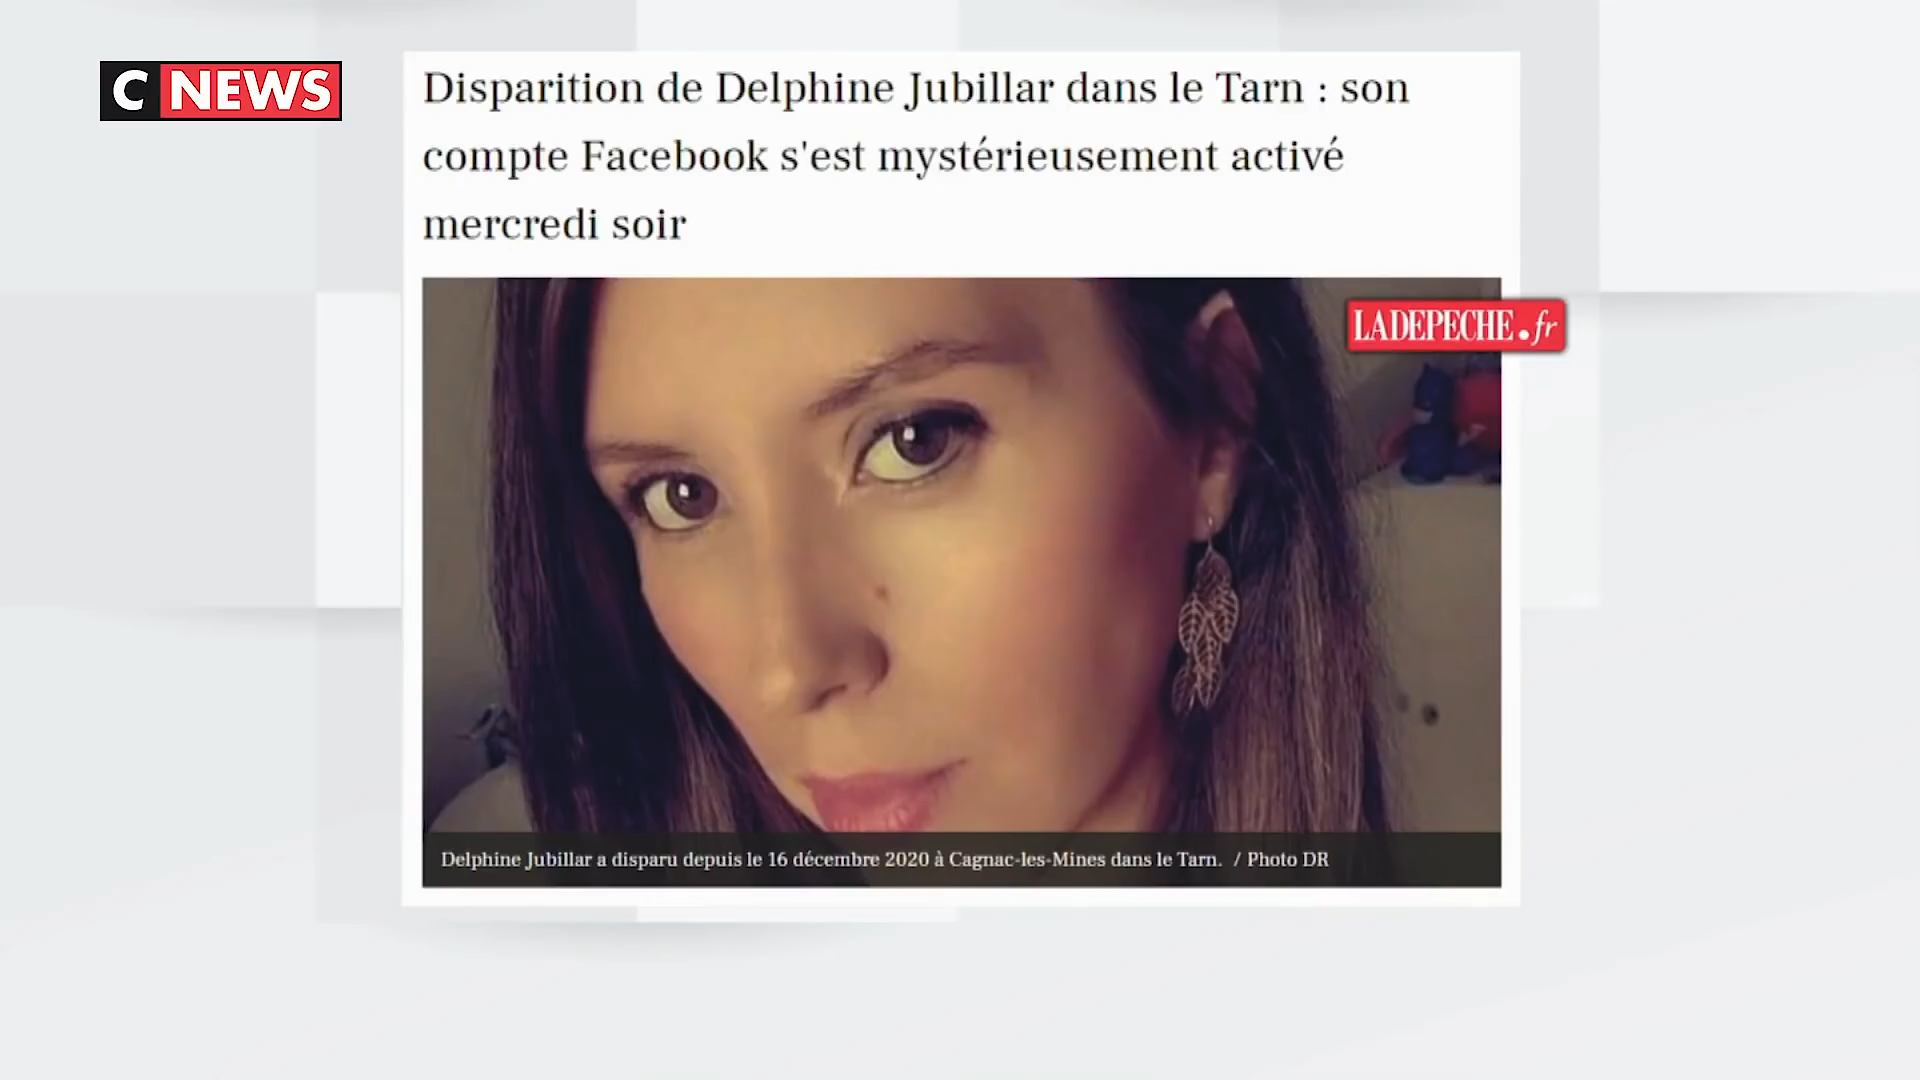 C NEWS
Disparition de Delphine Jubillar dans le Tarn : son
compte Facebook s'est mystérieusement activé
mercredi soir
LADEPECHE.fr
Delphine Jubillar a disparu depuis le 16 décembre 2020 à Cagnac-les-Mines dans le Tarn. / Photo DR